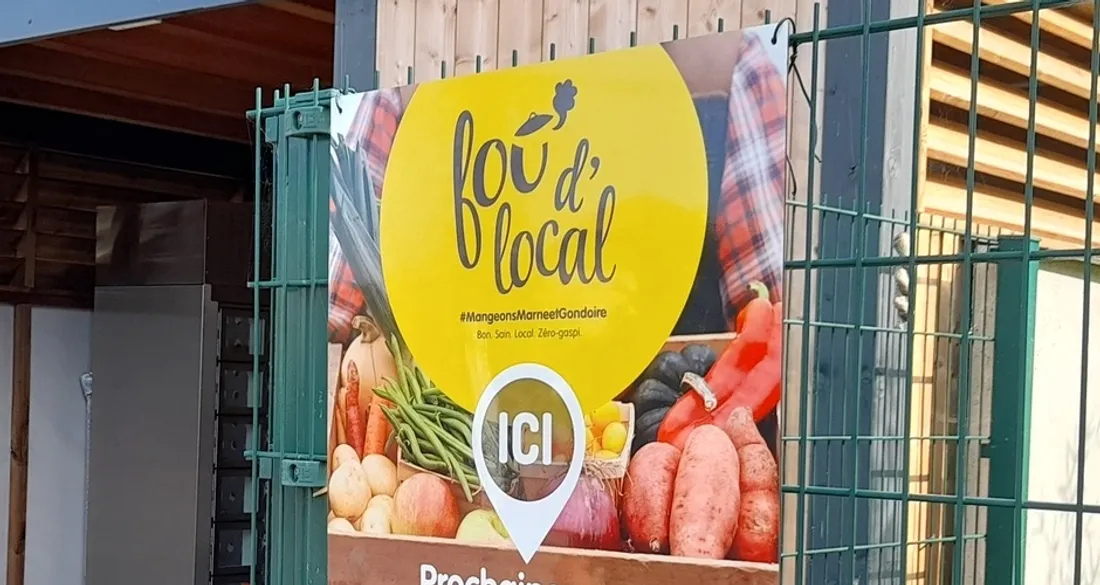 fou d'
local
#MangeonsMarneetGondoire
Bon. Sain. Local. Zéro-gaspi.
ICI